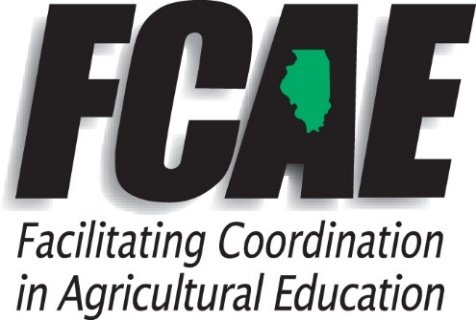 FCAE
Facilitating Coordination
in Agricultural Education